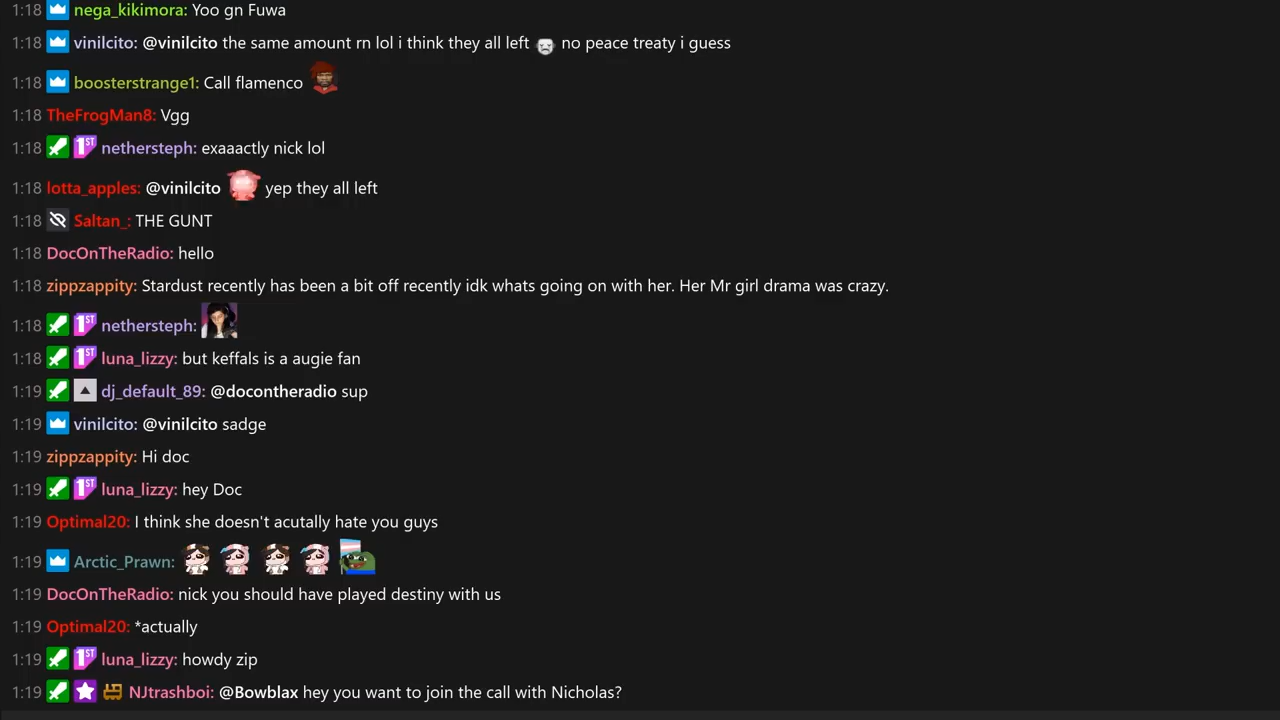 1:18 nega_kikimora: Yoo gn Fuwa
1:18 vinilcito: @vinilcito the same amount rn lol i think they all left no peace treaty i guess
1:18 boosterstrange1: Call flamenco
1:18 TheFrogMan8: Vgg
1:18 1ST nethersteph: exaaactly nick lol
1:18 lotta_apples: @vinilcito yep they all left
1:18 Saltan_: THE GUNT
1:18 DocOnTheRadio: hello
1:18 zippzappity: Stardust recently has been a bit off recently idk whats going on with her. Her Mr girl drama was crazy.
1:18 1ST nethersteph:
1:18 1ST luna_lizzy: but keffals is a augie fan
1:19 dj_default_89: @docontheradio sup
1:19 vinilcito: @vinilcito sadge
1:19 zippzappity: Hi doc
1:19 1ST luna_lizzy: hey Doc
1:19 Optimal20: I think she doesn't acutally hate you guys
1:19 Arctic_Prawn:
1:19 DocOnTheRadio: nick you should have played destiny with us
1:19 Optimal20: *actually
1:19 1ST luna_lizzy: howdy zip
1:19 NJtrashboi: @Bowblax hey you want to join the call with Nicholas?